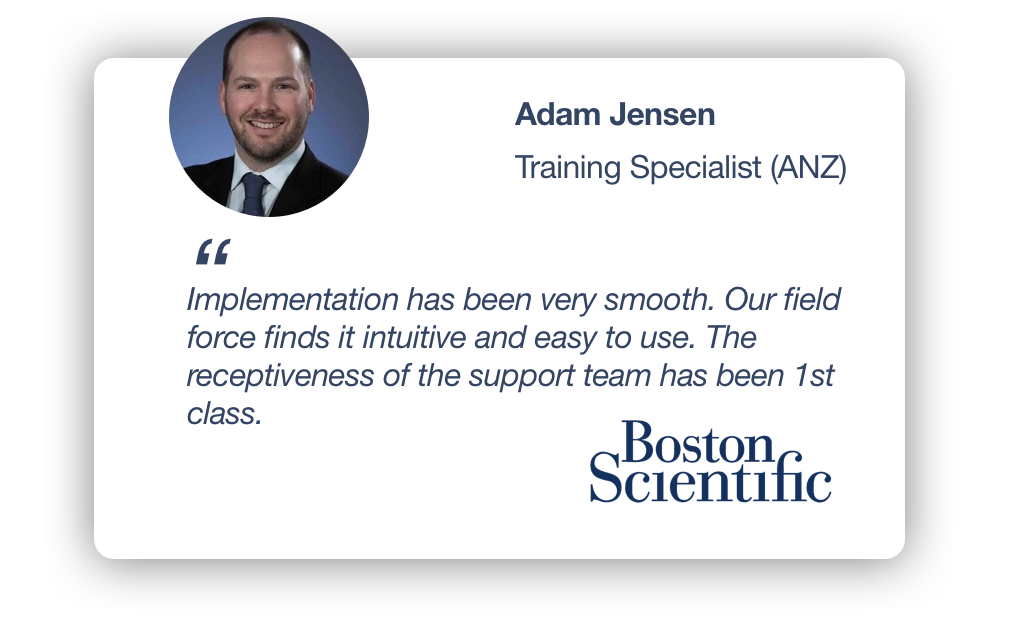 Adam Jensen
Training Specialist (ANZ)
“
Implementation has been very smooth. Our field
force finds it intuitive and easy to use. The
receptiveness of the support team has been 1st
class.
Boston
Scientific